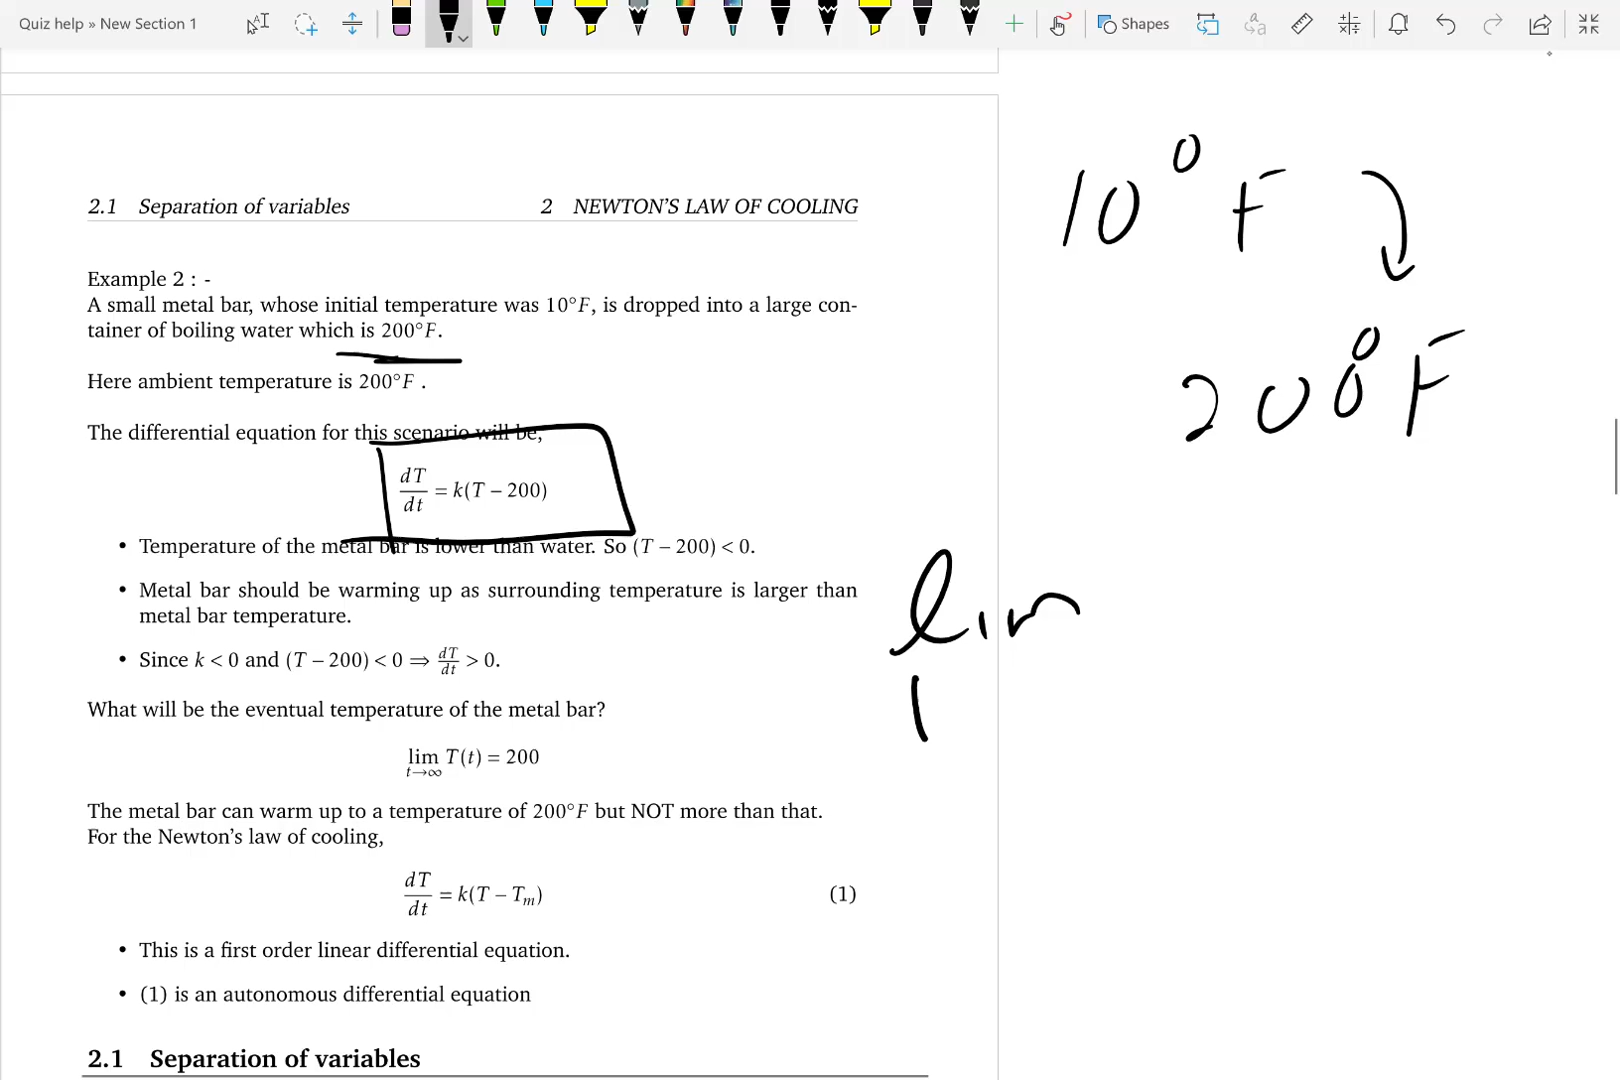 Quiz help » New Section 1
Shapes
2.1 Separation of variables 2 NEWTON'S LAW OF COOLING
Example 2 : -
A small metal bar, whose initial temperature was 10°F, is dropped into a large con-
tainer of boiling water which is 200°F.
Here ambient temperature is 200°F .
The differential equation for this scenario will be,
dT/dt = k(T − 200)
• Temperature of the metal bar is lower than water. So (T − 200) < 0.
• Metal bar should be warming up as surrounding temperature is larger than
metal bar temperature.
• Since k < 0 and (T − 200) < 0 ⇒ dT/dt > 0.
What will be the eventual temperature of the metal bar?
lim T(t) = 200
t→∞
The metal bar can warm up to a temperature of 200°F but NOT more than that.
For the Newton's law of cooling,
dT/dt = k(T − Tm) (1)
• This is a first order linear differential equation.
• (1) is an autonomous differential equation
2.1 Separation of variables
10°F
200°F
lim